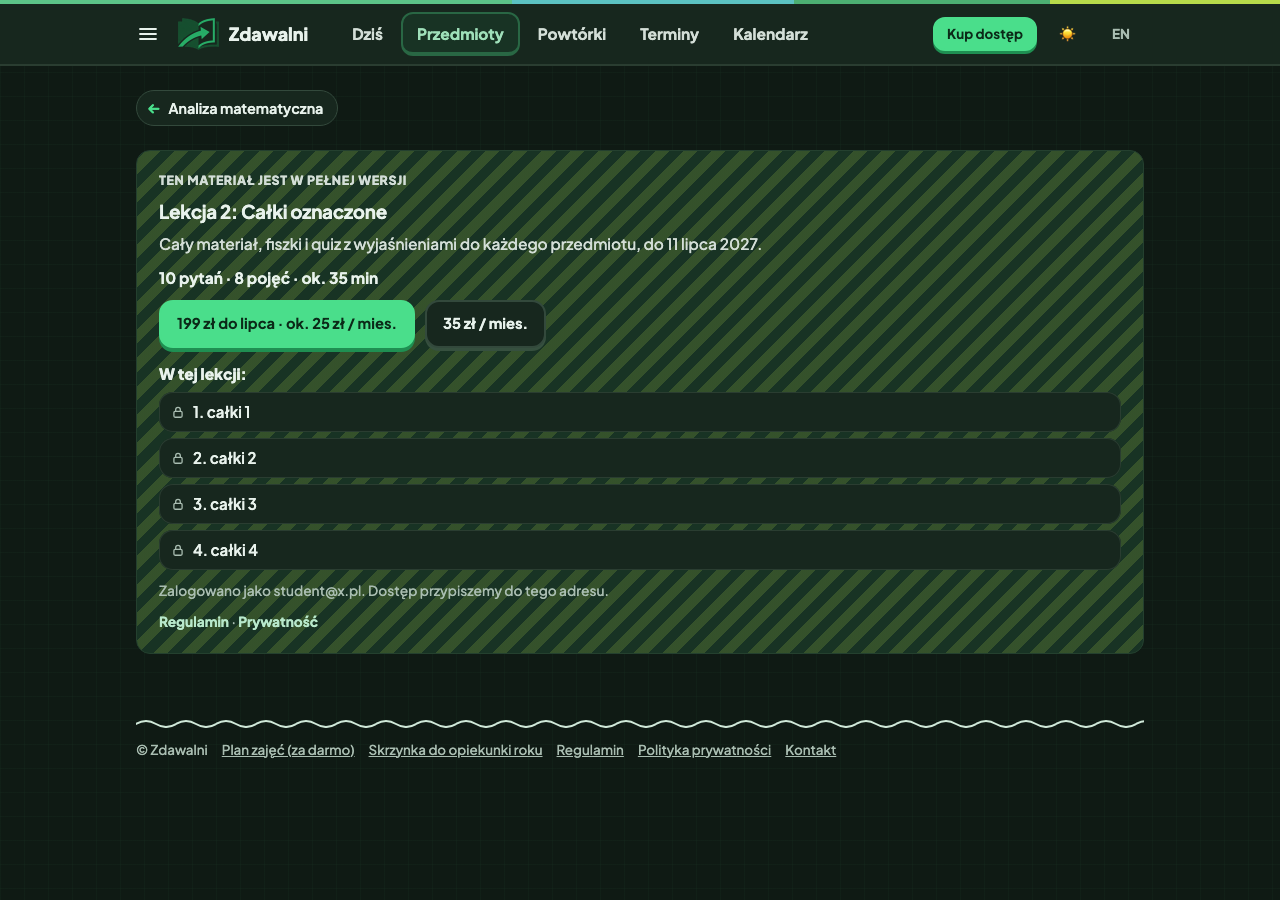 Zdawalni
Dziś
Przedmioty
Powtórki
Terminy
Kalendarz
Kup dostęp
EN
Analiza matematyczna
TEN MATERIAŁ JEST W PEŁNEJ WERSJI
Lekcja 2: Całki oznaczone
Cały materiał, fiszki i quiz z wyjaśnieniami do każdego przedmiotu, do 11 lipca 2027.
10 pytań · 8 pojęć · ok. 35 min
199 zł do lipca · ok. 25 zł / mies.
35 zł / mies.
W tej lekcji:
1. całki 1
2. całki 2
3. całki 3
4. całki 4
Zalogowano jako student@x.pl. Dostęp przypiszemy do tego adresu.
Regulamin · Prywatność
© Zdawalni
Plan zajęć (za darmo)
Skrzynka do opiekunki roku
Regulamin
Polityka prywatności
Kontakt